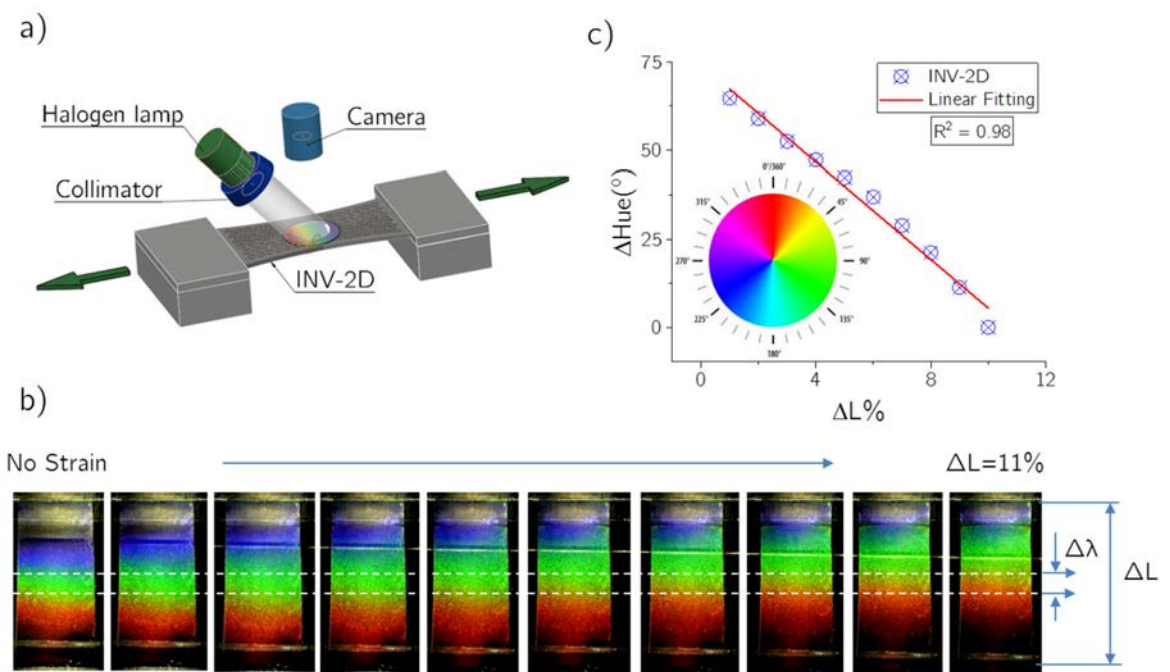 a)
Halogen lamp
Camera
Collimator
INV-2D
c)
75
50
25
0
ΔHue(°)
INV-2D
Linear Fitting
R² = 0.98
0°/360°
45°
90°
135°
180°
225°
270°
315°
0
4
8
12
ΔL%
b)
No Strain
ΔL=11%
Δλ
ΔL